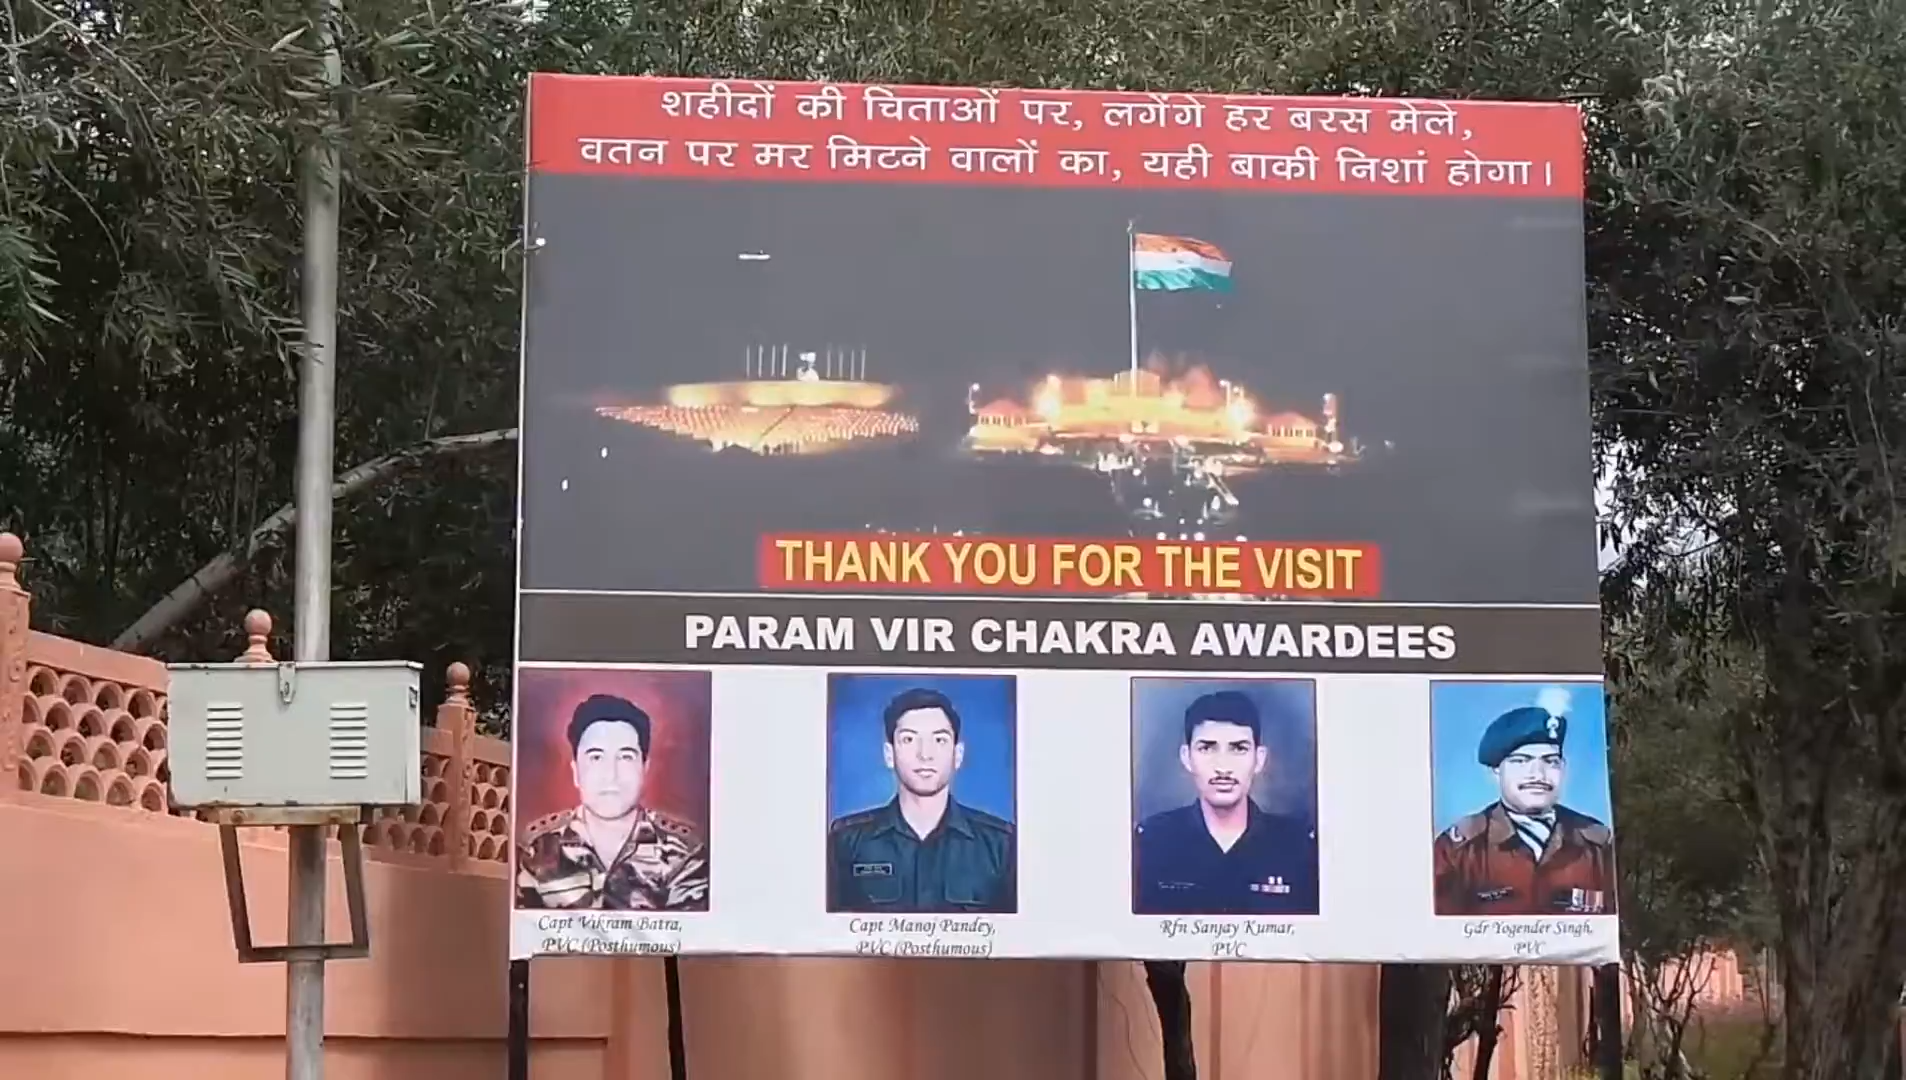 शहीदों की चिताओं पर, लगेंगे हर बरस मेले,
वतन पर मर मिटने वालों का, यही बाकी निशां होगा।
THANK YOU FOR THE VISIT
PARAM VIR CHAKRA AWARDEES
Capt Vikram Batra,
PVC (Posthumous)
Capt Manoj Pandey,
PVC (Posthumous)
Rfn Sanjay Kumar,
PVC
Gdr Yogender Singh,
PVC